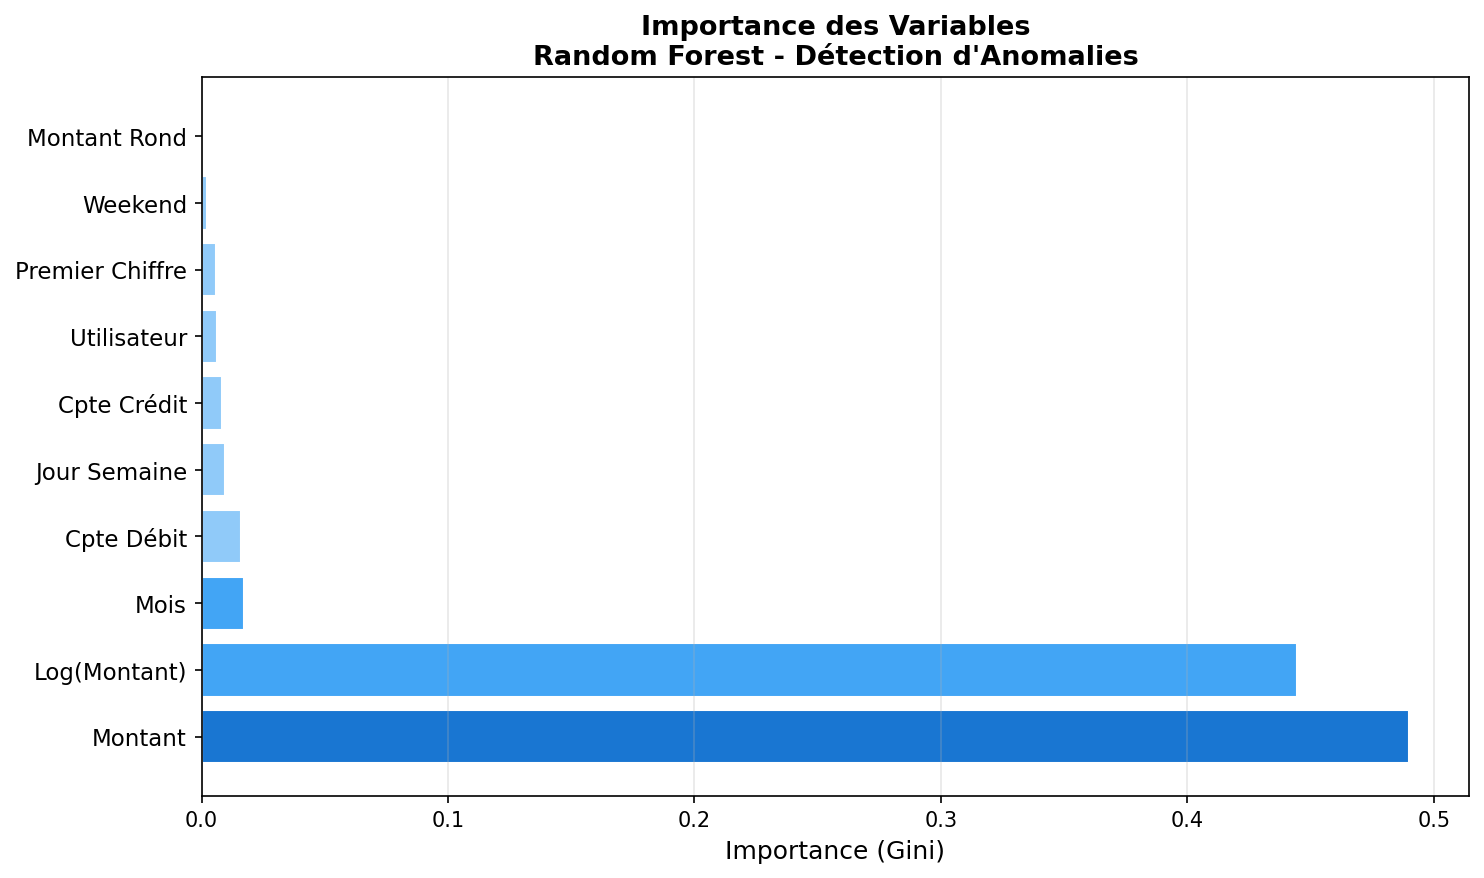 Importance des Variables
Random Forest - Détection d'Anomalies
Montant Rond
Weekend
Premier Chiffre
Utilisateur
Cpte Crédit
Jour Semaine
Cpte Débit
Mois
Log(Montant)
Montant
0.0 0.1 0.2 0.3 0.4 0.5
Importance (Gini)